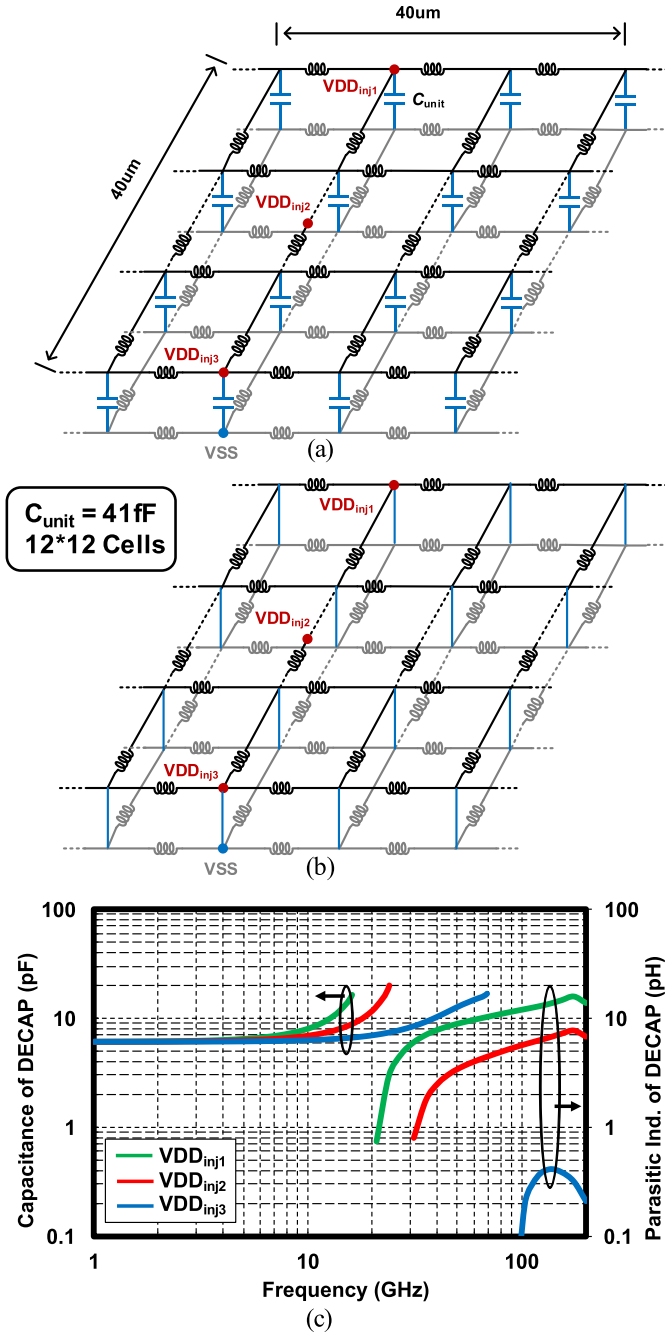 40um
VDDinj1
Cunit
40um
VDDinj2
VDDinj3
VSS
(a)
Cunit = 41fF
12*12 Cells
VDDinj1
VDDinj2
VDDinj3
VSS
(b)
100
10
1
0.1
Capacitance of DECAP (pF)
VDDinj1
VDDinj2
VDDinj3
100
10
1
0.1
Parasitic Ind. of DECAP (pH)
1
10
100
Frequency (GHz)
(c)